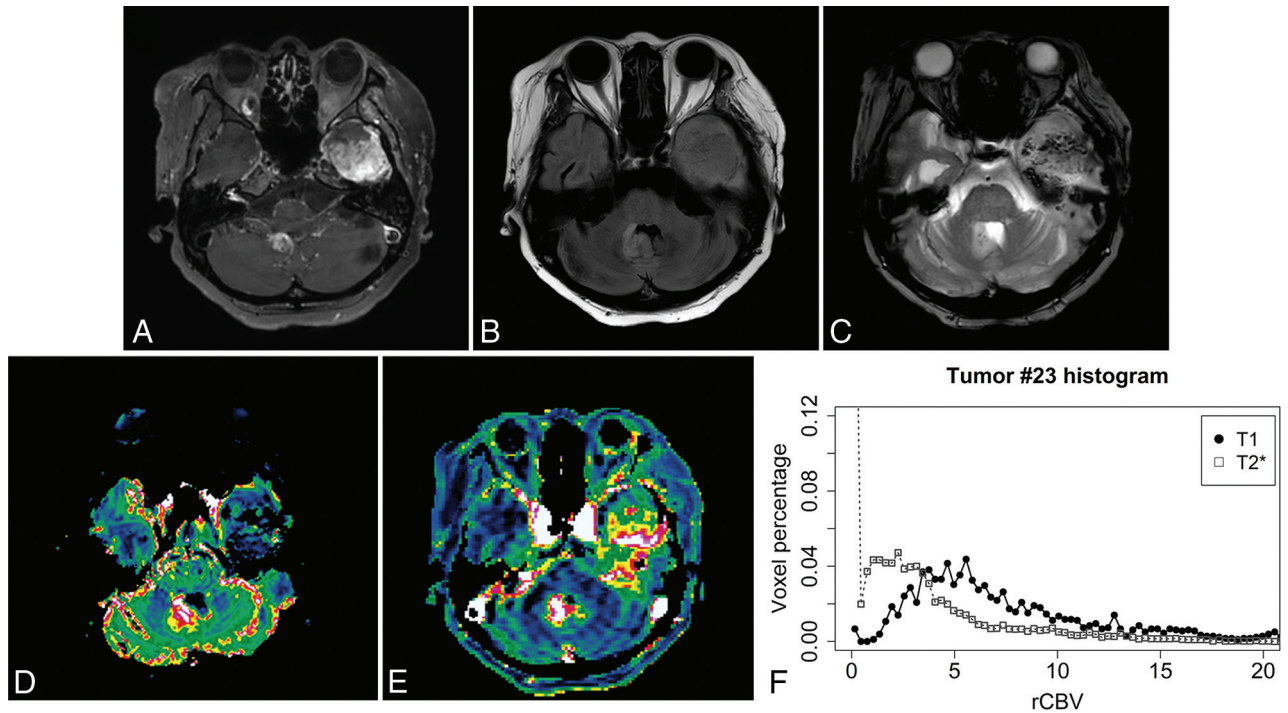 A
B
C
D
E
Tumor #23 histogram
Voxel percentage
0.00 0.04 0.08 0.12
T1
T2*
0 5 10 15 20
rCBV
F